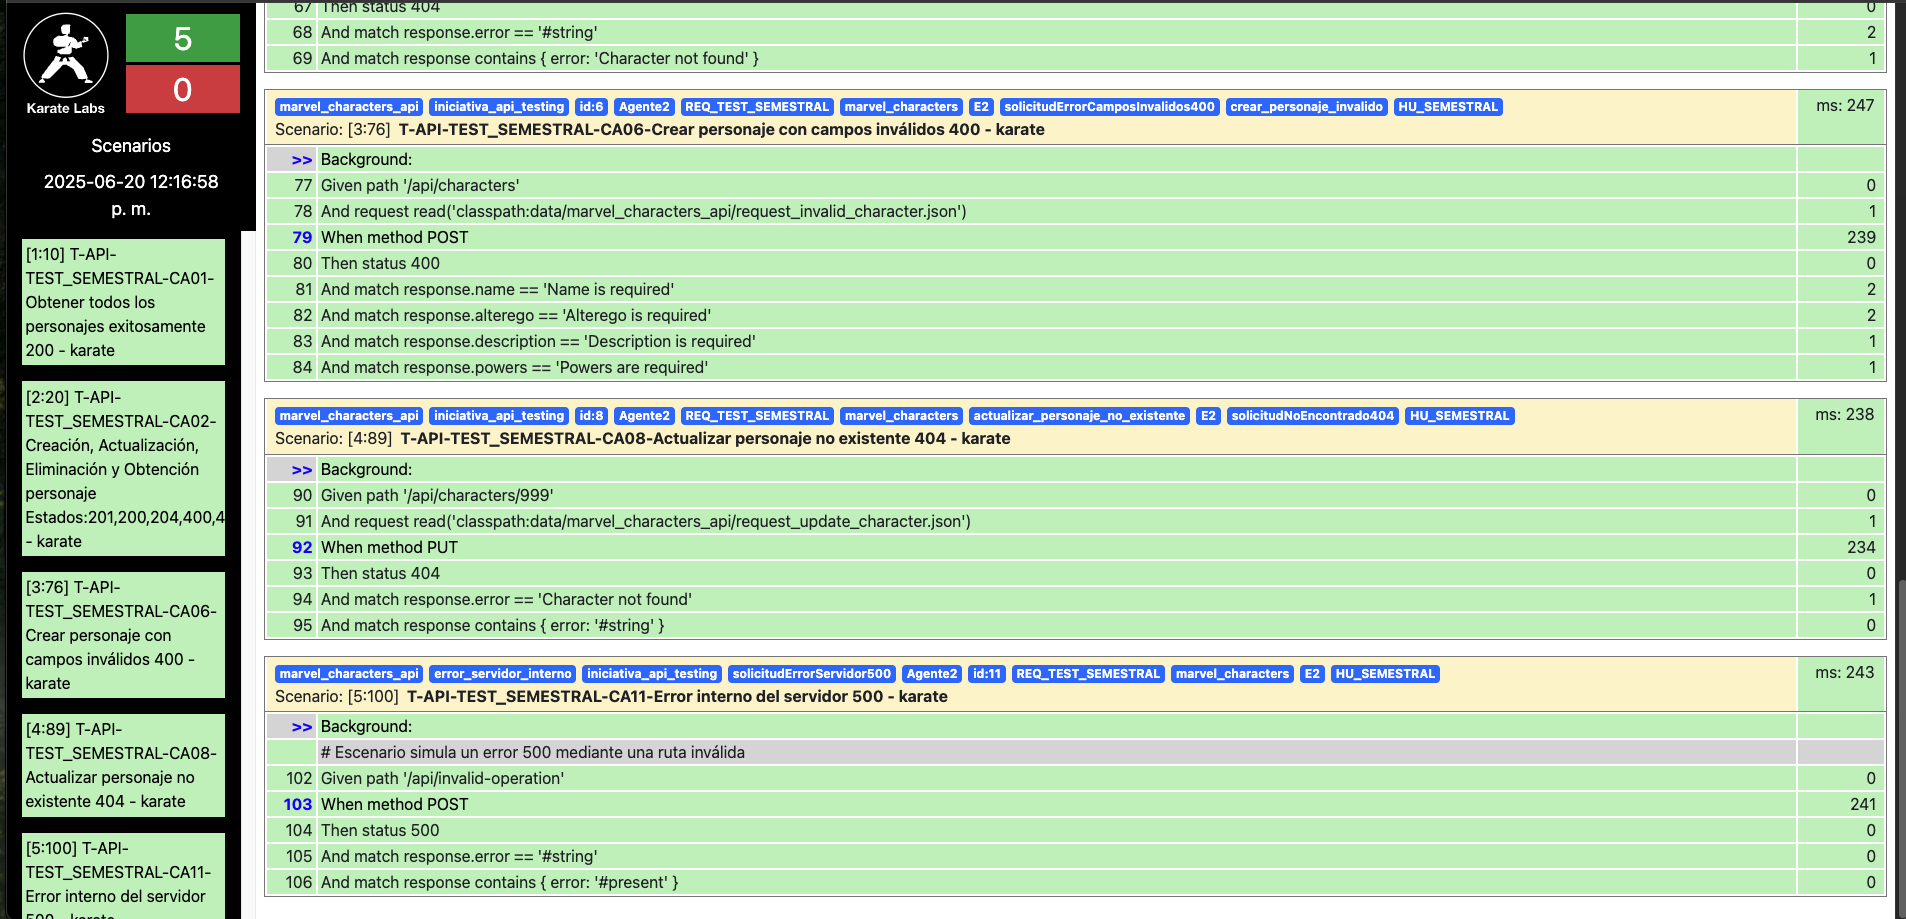 Karate Labs
5
0
Scenarios
2025-06-20 12:16:58
p. m.
[1:10] T-API-
TEST_SEMESTRAL-CA01-
Obtener todos los
personajes exitosamente
200 - karate
[2:20] T-API-
TEST_SEMESTRAL-CA02-
Creación, Actualización,
Eliminación y Obtención
personaje
Estados:201,200,204,400,4
- karate
[3:76] T-API-
TEST_SEMESTRAL-CA06-
Crear personaje con
campos inválidos 400 -
karate
[4:89] T-API-
TEST_SEMESTRAL-CA08-
Actualizar personaje no
existente 404 - karate
[5:100] T-API-
TEST_SEMESTRAL-CA11-
Error interno del servidor
500 - karate
67 Then status 404 0
68 And match response.error == '#string' 2
69 And match response contains { error: 'Character not found' } 1
marvel_characters_api iniciativa_api_testing id:6 Agente2 REQ_TEST_SEMESTRAL marvel_characters E2 solicitudErrorCamposInvalidos400 crear_personaje_invalido HU_SEMESTRAL ms: 247
Scenario: [3:76] T-API-TEST_SEMESTRAL-CA06-Crear personaje con campos inválidos 400 - karate
>> Background:
77 Given path '/api/characters' 0
78 And request read('classpath:data/marvel_characters_api/request_invalid_character.json') 1
79 When method POST 239
80 Then status 400 0
81 And match response.name == 'Name is required' 2
82 And match response.alterego == 'Alterego is required' 2
83 And match response.description == 'Description is required' 1
84 And match response.powers == 'Powers are required' 1
marvel_characters_api iniciativa_api_testing id:8 Agente2 REQ_TEST_SEMESTRAL marvel_characters actualizar_personaje_no_existente E2 solicitudNoEncontrado404 HU_SEMESTRAL ms: 238
Scenario: [4:89] T-API-TEST_SEMESTRAL-CA08-Actualizar personaje no existente 404 - karate
>> Background:
90 Given path '/api/characters/999' 0
91 And request read('classpath:data/marvel_characters_api/request_update_character.json') 1
92 When method PUT 234
93 Then status 404 0
94 And match response.error == 'Character not found' 1
95 And match response contains { error: '#string' } 0
marvel_characters_api error_servidor_interno iniciativa_api_testing solicitudErrorServidor500 Agente2 id:11 REQ_TEST_SEMESTRAL marvel_characters E2 HU_SEMESTRAL ms: 243
Scenario: [5:100] T-API-TEST_SEMESTRAL-CA11-Error interno del servidor 500 - karate
>> Background:
# Escenario simula un error 500 mediante una ruta inválida
102 Given path '/api/invalid-operation' 0
103 When method POST 241
104 Then status 500 0
105 And match response.error == '#string' 0
106 And match response contains { error: '#present' } 0